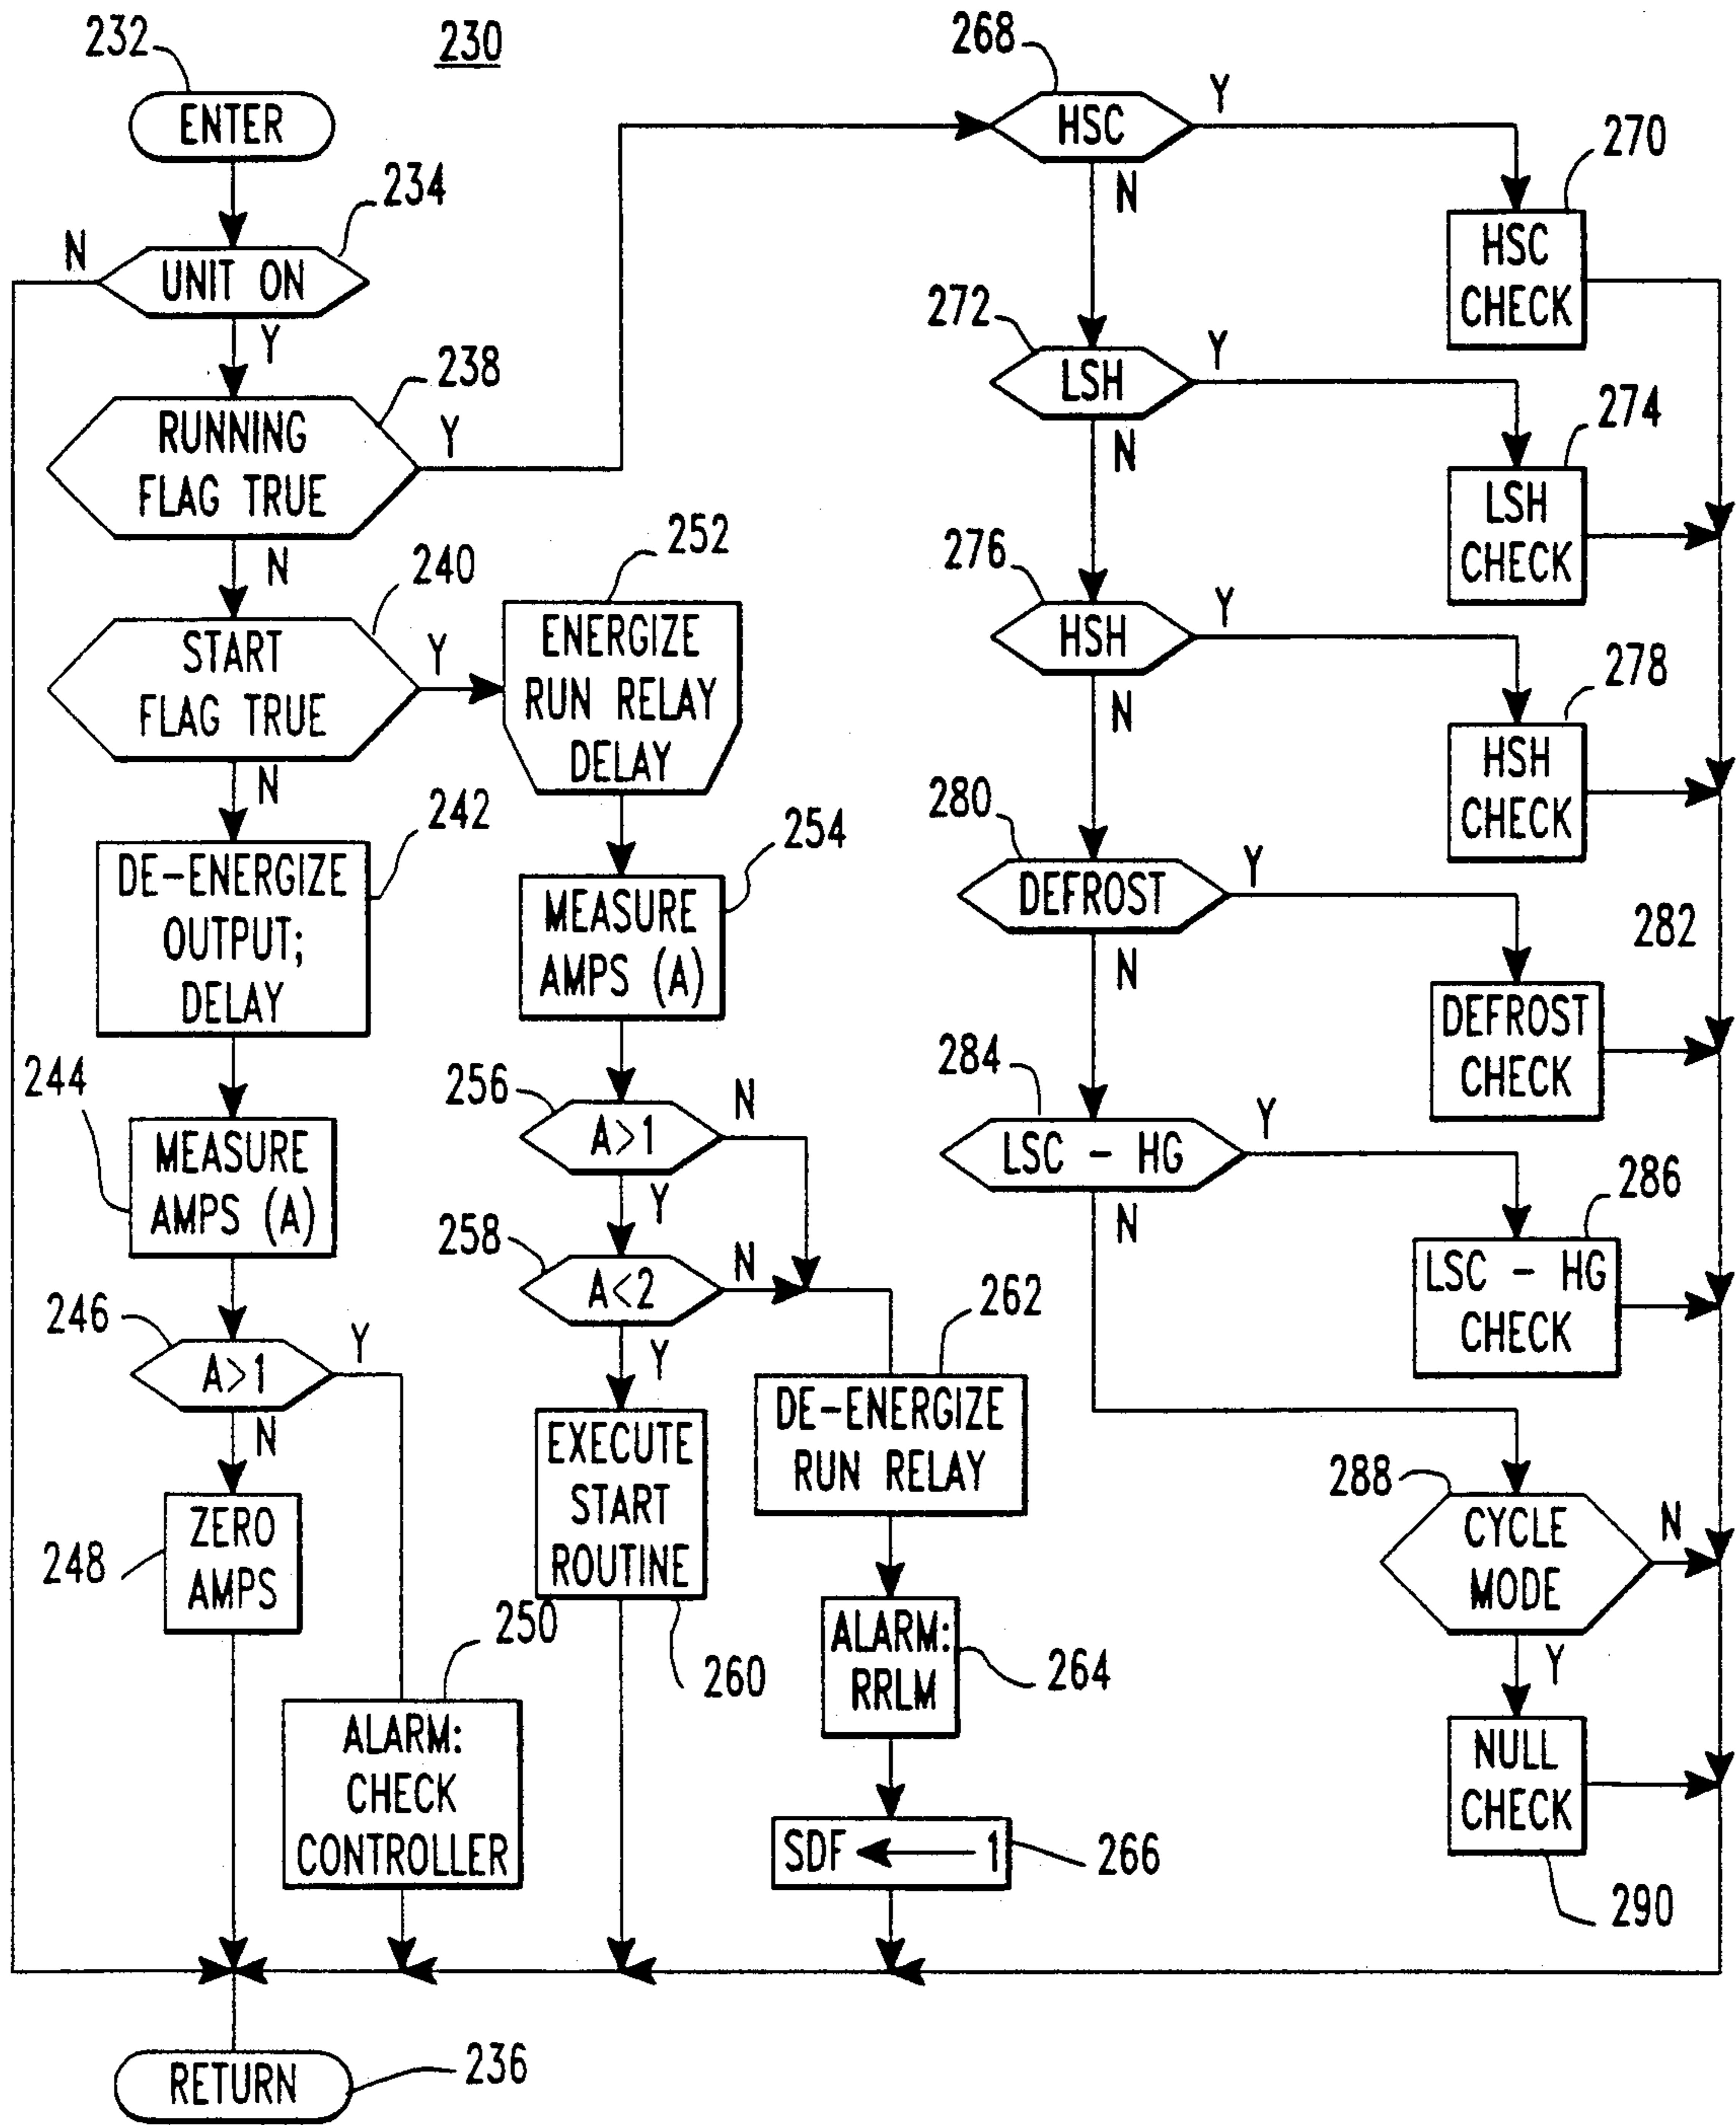 232
230
ENTER
234
N
UNIT ON
Y
238
RUNNING
FLAG TRUE
Y
N
240
START
FLAG TRUE
Y
N
242
DE-ENERGIZE
OUTPUT;
DELAY
244
MEASURE
AMPS (A)
246
A>1
Y
N
248
ZERO
AMPS
250
ALARM:
CHECK
CONTROLLER
252
ENERGIZE
RUN RELAY
DELAY
254
MEASURE
AMPS (A)
256
A>1
N
Y
258
A<2
N
Y
EXECUTE
START
ROUTINE
260
262
DE-ENERGIZE
RUN RELAY
ALARM:
RRLM
264
SDF ← 1
266
268
HSC
Y
N
270
HSC
CHECK
272
LSH
Y
N
274
LSH
CHECK
276
HSH
Y
N
278
HSH
CHECK
280
DEFROST
Y
N
282
DEFROST
CHECK
284
LSC - HG
Y
N
286
LSC - HG
CHECK
288
CYCLE
MODE
N
Y
NULL
CHECK
290
RETURN
236